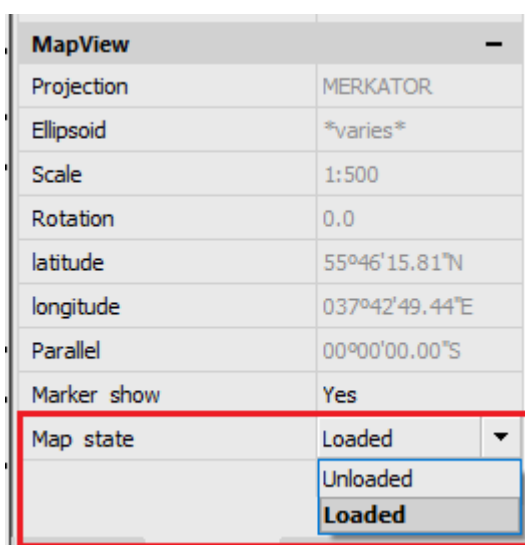 MapView –
Projection MERKATOR
Ellipsoid *varies*
Scale 1:500
Rotation 0.0
latitude 55º46'15.81"N
longitude 037º42'49.44"E
Parallel 00º00'00.00"S
Marker show Yes
Map state Loaded
Unloaded
Loaded